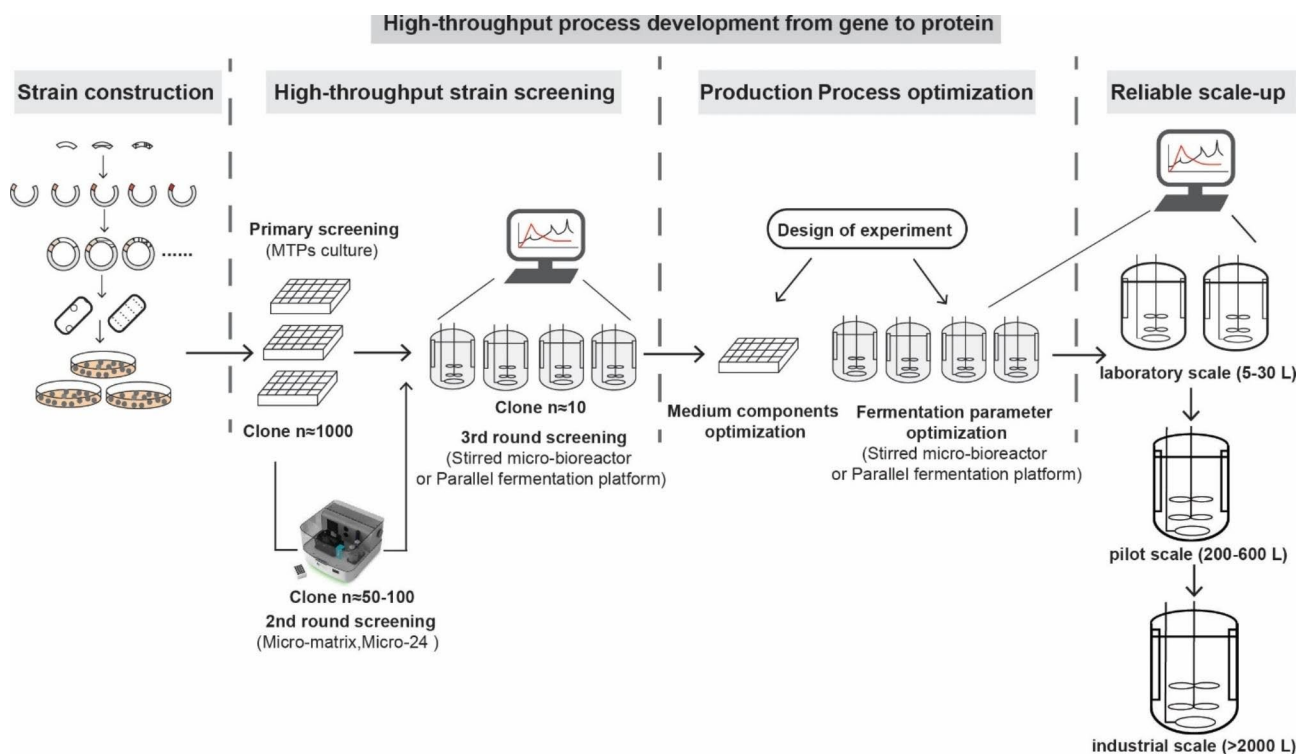 High-throughput process development from gene to protein
Strain construction
High-throughput strain screening
Production Process optimization
Reliable scale-up
Primary screening
(MTPs culture)
Clone n≈1000
Clone n≈50-100
2nd round screening
(Micro-matrix,Micro-24 )
Clone n≈10
3rd round screening
(Stirred micro-bioreactor
or Parallel fermentation platform)
Design of experiment
Medium components
optimization
Fermentation parameter
optimization
(Stirred micro-bioreactor
or Parallel fermentation platform)
laboratory scale (5-30 L)
pilot scale (200-600 L)
industrial scale (>2000 L)
......